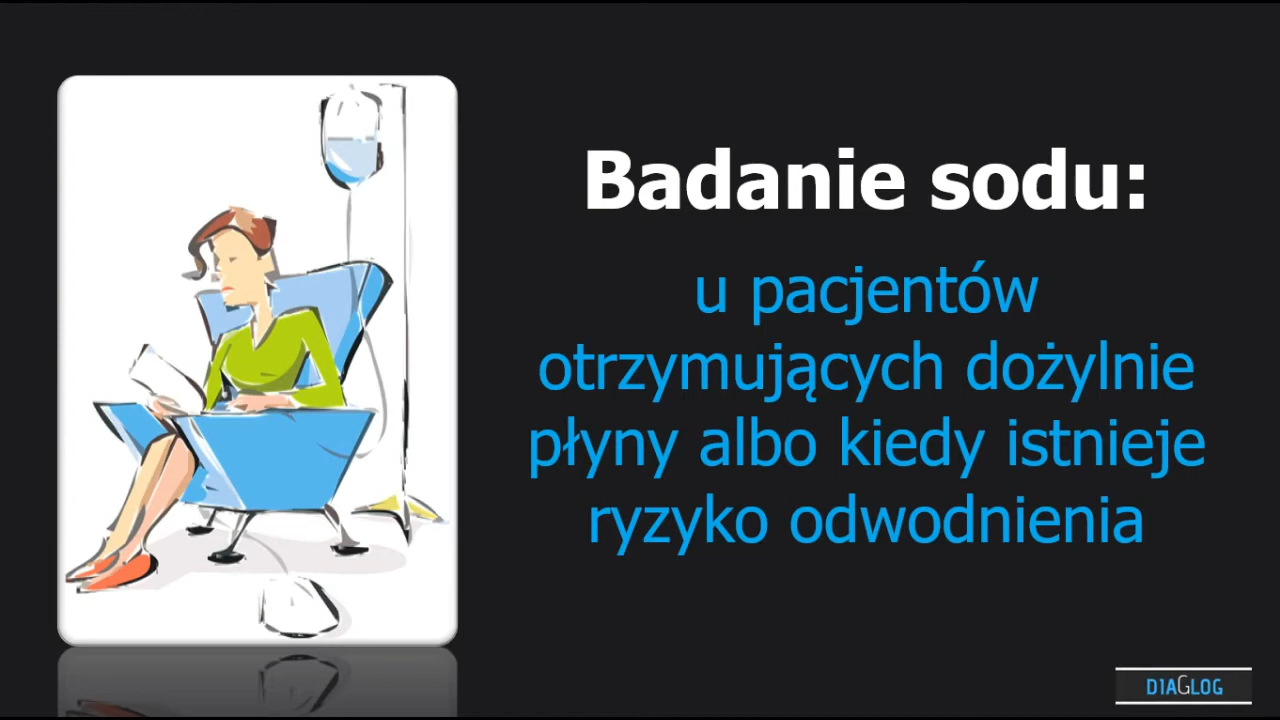 Badanie sodu:
u pacjentów
otrzymujących dożylnie
płyny albo kiedy istnieje
ryzyko odwodnienia
DIAGLOG